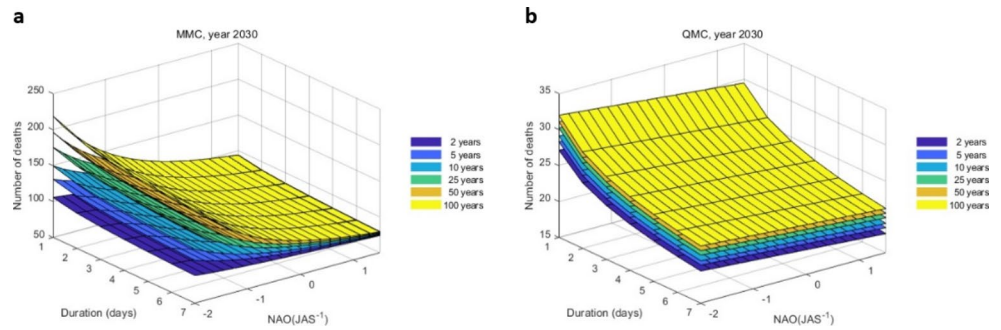 a
MMC, year 2030
250
200
150
100
50
Number of deaths
1
2
3
4
5
6
7
Duration (days)
-2
-1
0
1
NAO(JAS⁻¹)
2 years
5 years
10 years
25 years
50 years
100 years
b
QMC, year 2030
35
30
25
20
15
Number of deaths
1
2
3
4
5
6
7
Duration (days)
-2
-1
0
1
NAO(JAS⁻¹)
2 years
5 years
10 years
25 years
50 years
100 years